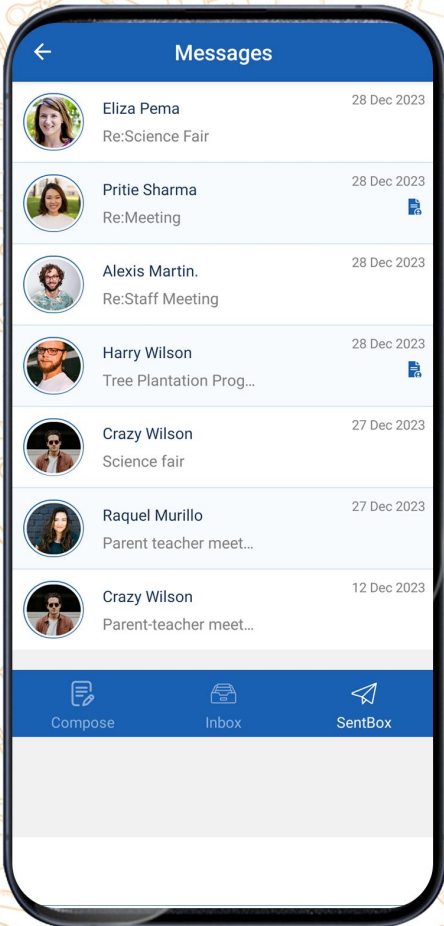 Messages
Eliza Pema
28 Dec 2023
Re:Science Fair
Pritie Sharma
28 Dec 2023
Re:Meeting
Alexis Martin.
28 Dec 2023
Re:Staff Meeting
Harry Wilson
28 Dec 2023
Tree Plantation Prog...
Crazy Wilson
27 Dec 2023
Science fair
Raquel Murillo
27 Dec 2023
Parent teacher meet...
Crazy Wilson
12 Dec 2023
Parent-teacher meet...
Compose
Inbox
SentBox